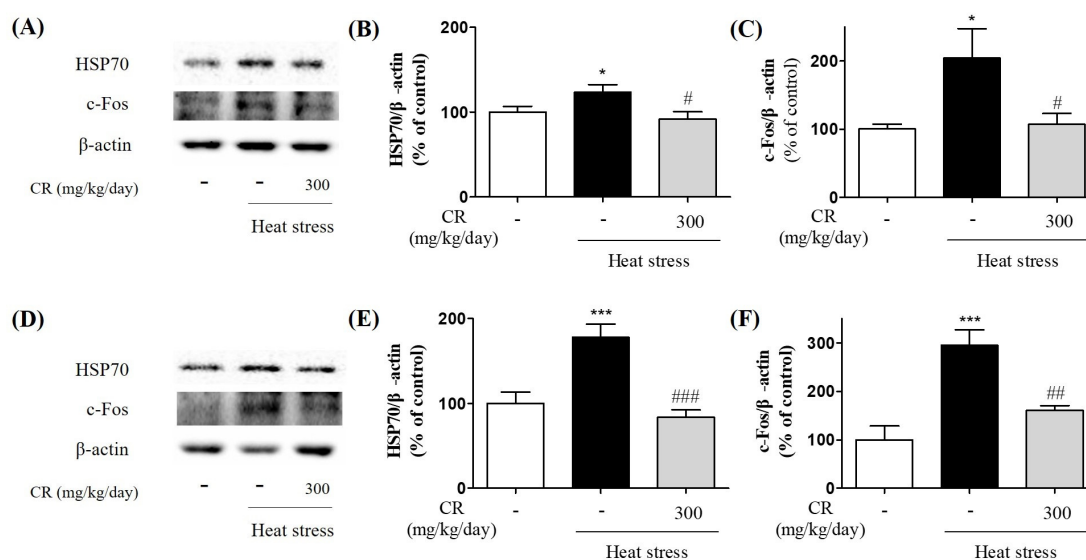 (A)
HSP70
c-Fos
β-actin
CR (mg/kg/day)
- - 300
Heat stress
(B)
HSP70/β -actin
(% of control)
200
150
100
50
0
*
#
CR
(mg/kg/day)
- - 300
Heat stress
(C)
c-Fos/β -actin
(% of control)
200
100
0
*
#
CR
(mg/kg/day)
- - 300
Heat stress
(D)
HSP70
c-Fos
β-actin
CR (mg/kg/day)
- - 300
Heat stress
(E)
HSP70/β -actin
(% of control)
200
100
0
***
###
CR
(mg/kg/day)
- - 300
Heat stress
(F)
c-Fos/β -actin
(% of control)
300
200
100
0
***
##
CR
(mg/kg/day)
- - 300
Heat stress